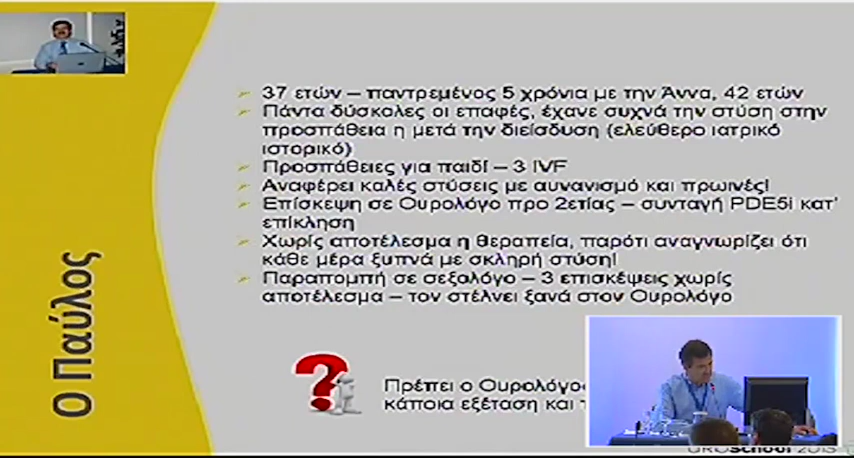 37 ετών – παντρεμένος 5 χρόνια με την Άννα, 42 ετών
Πάντα δύσκολες οι επαφές, έχανε συχνά την στύση στην
προσπάθεια η μετά την διείσδυση (ελεύθερο ιατρικό
ιστορικό)
Προσπάθειες για παιδί – 3 IVF
Αναφέρει καλές στύσεις με αυνανισμό και πρωινές!
Επίσκεψη σε Ουρολόγο προ 2ετίας – συνταγή PDE5i κατ'
επίκληση
Χωρίς αποτέλεσμα η θεραπεία, παρότι αναγνωρίζει ότι
κάθε μέρα ξυπνά με σκληρή στύση!
Παραπομπή σε σεξολόγο – 3 επισκέψεις χωρίς
αποτέλεσμα – τον στέλνει ξανά στον Ουρολόγο
Ο Παύλος
Πρέπει ο Ουρολόγος
κάποια εξέταση και
UROSchool 2013